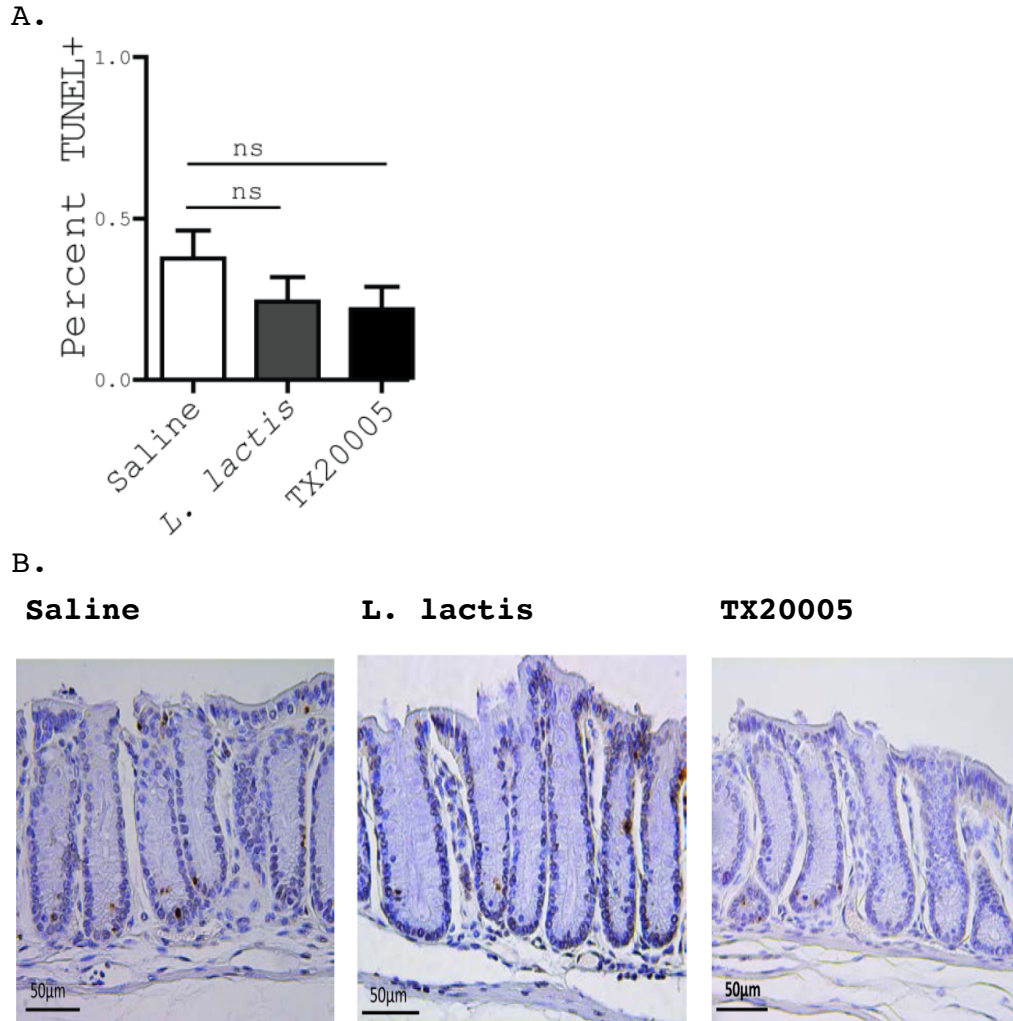 A.
Percent TUNEL+
1.0
0.5
0.0
ns
ns
Saline
L. lactis
TX20005
B.
Saline L. lactis TX20005
50μm 50μm 50μm